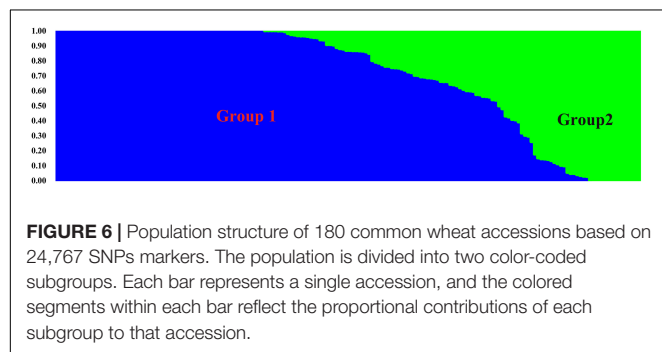 1.00
0.90
0.80
0.70
0.60
0.50
0.40
0.30
0.20
0.10
0.00
Group 1
Group2
FIGURE 6 | Population structure of 180 common wheat accessions based on
24,767 SNPs markers. The population is divided into two color-coded
subgroups. Each bar represents a single accession, and the colored
segments within each bar reflect the proportional contributions of each
subgroup to that accession.